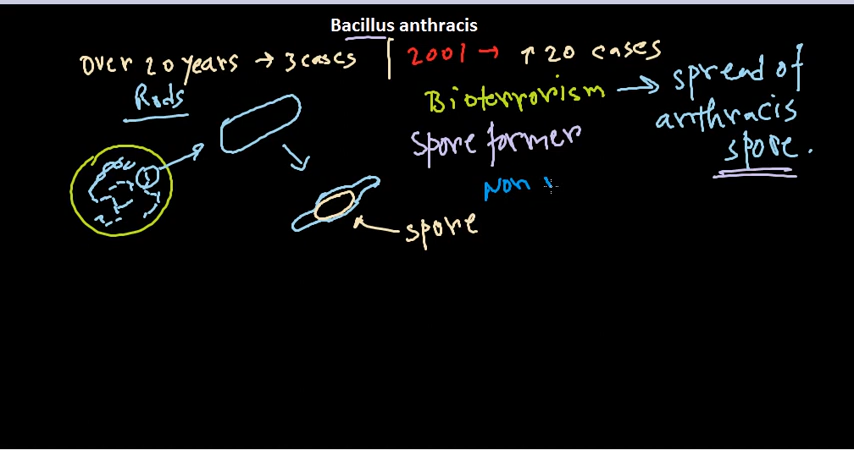 Bacillus anthracis
Over 20 years → 3 cases
2001 → ↑ 20 cases
Bioterrorism → spread of
anthracis
spore.
Rods
Spore former
Non
spore